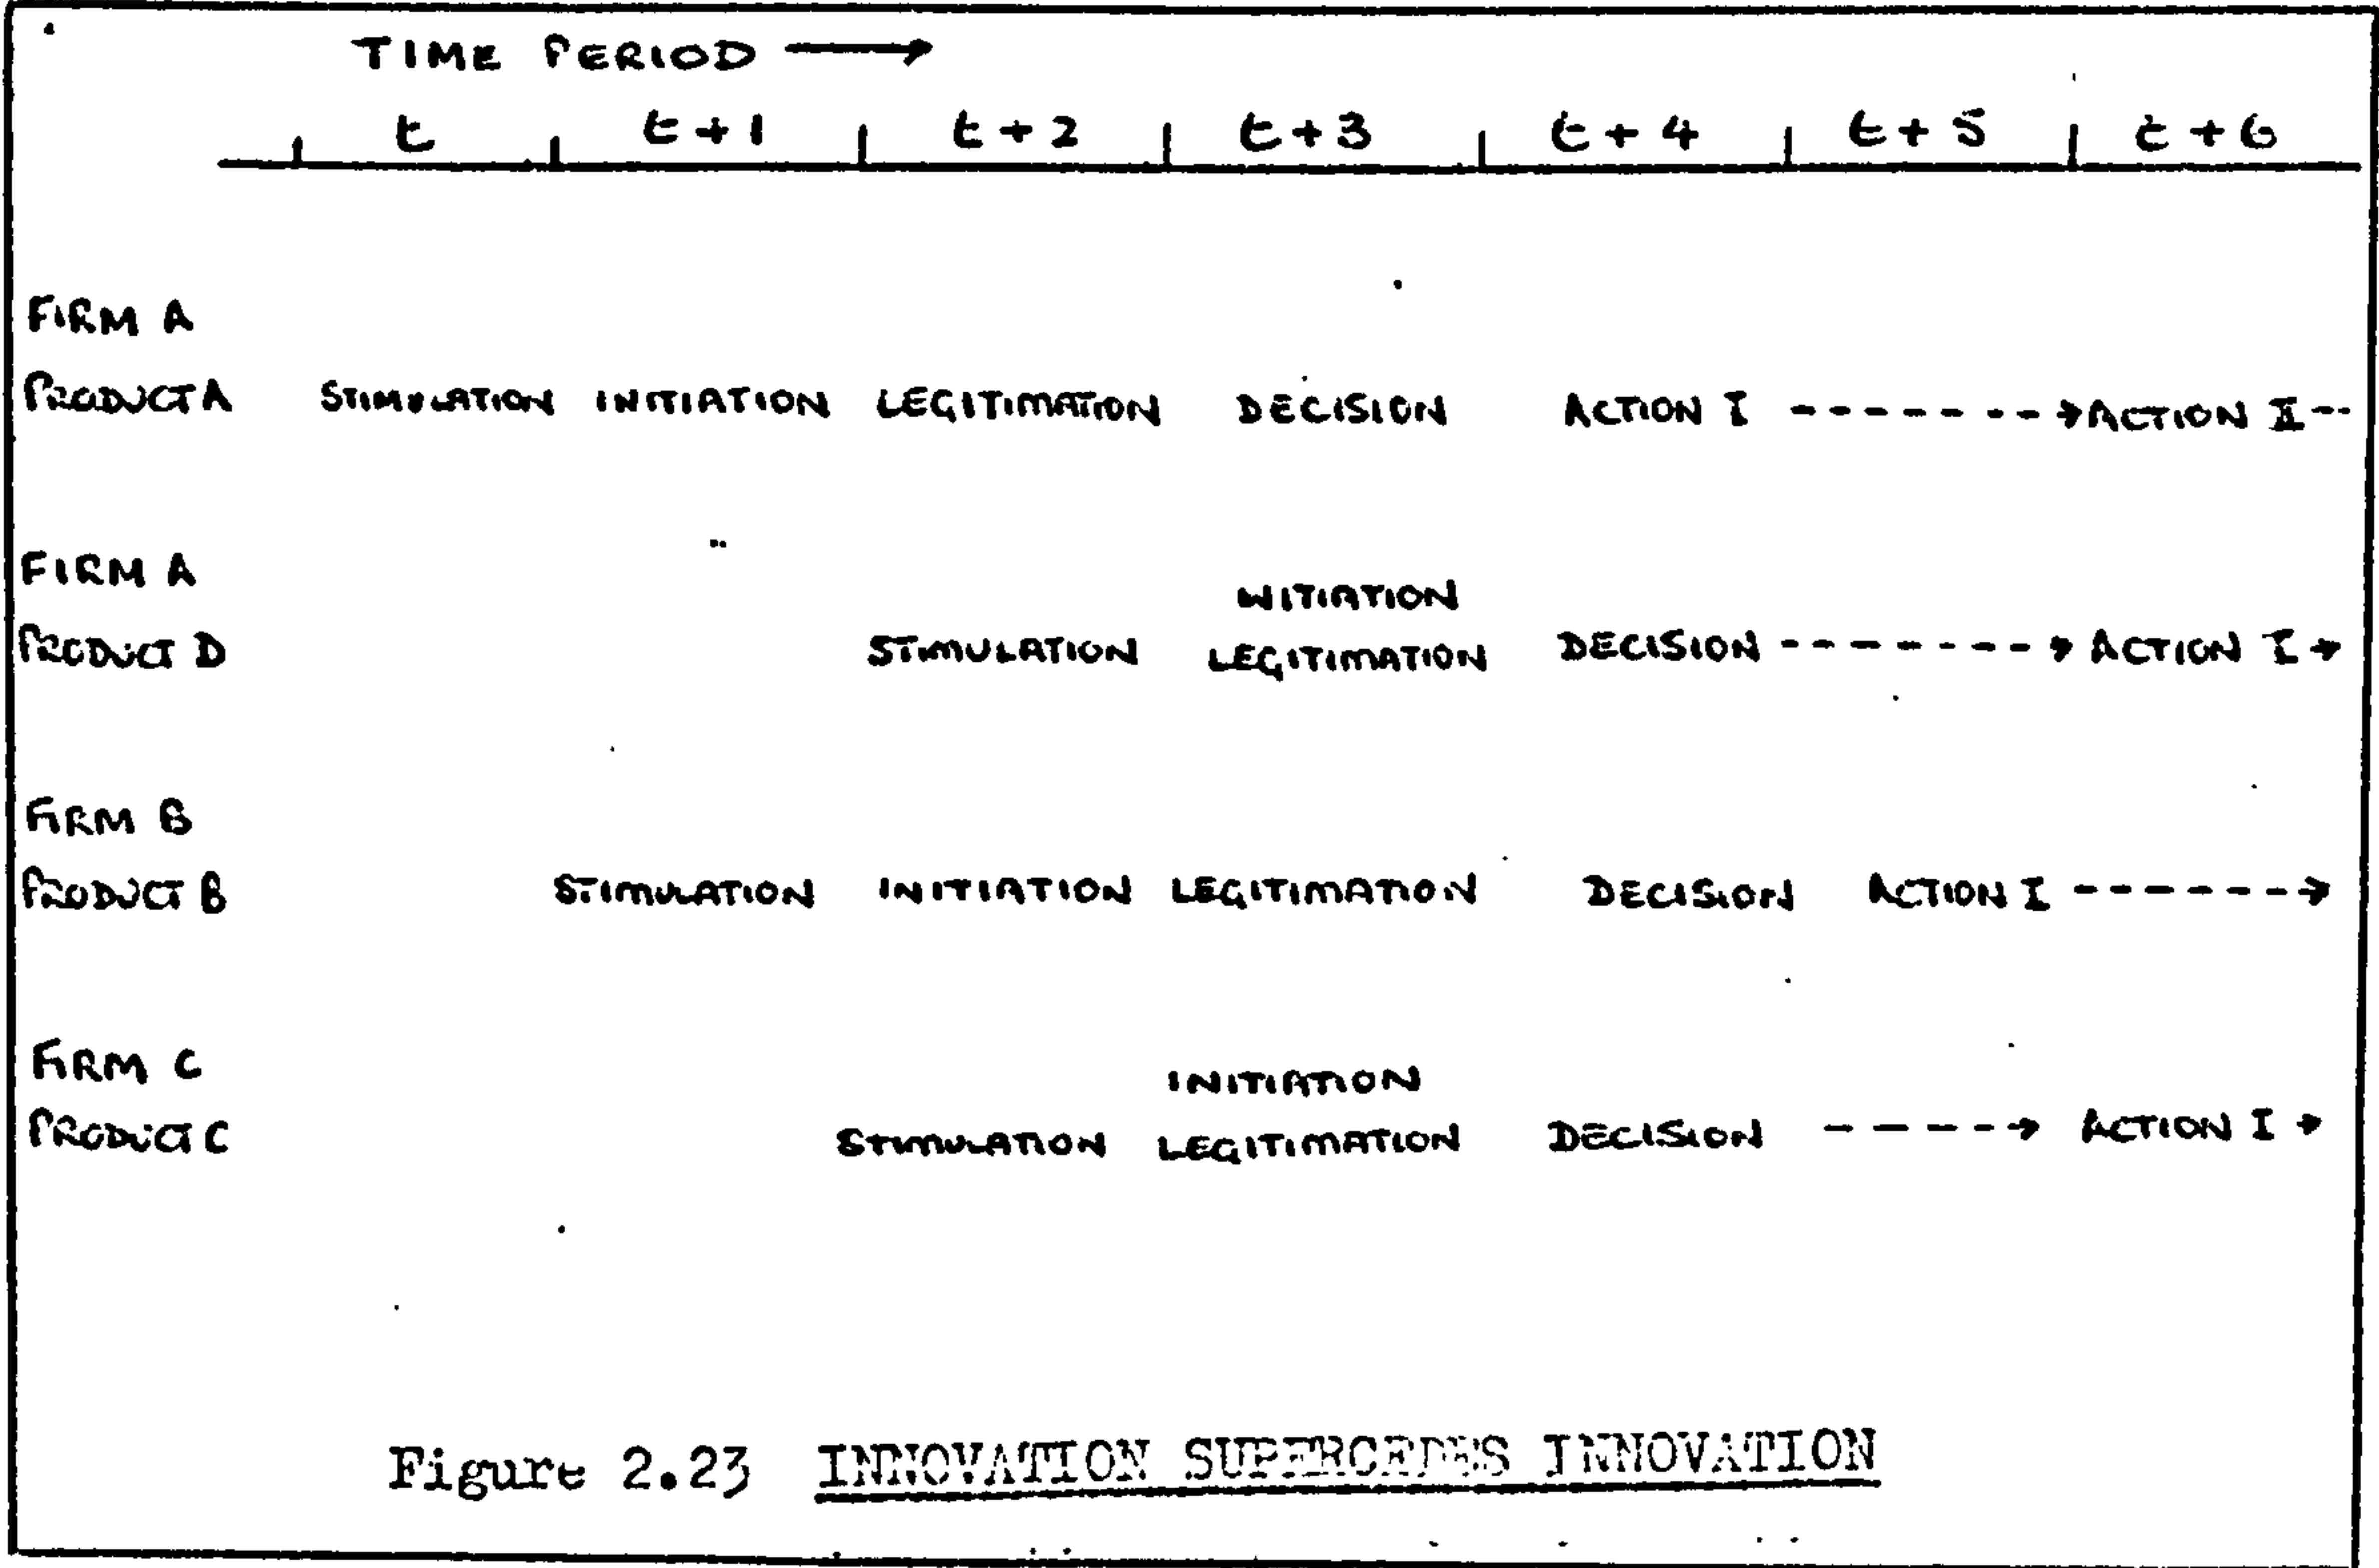 TIME PERIOD
t t+1 t+2 t+3 t+4 t+5 t+6
FIRM A
PRODUCT A STIMULATION INITIATION LEGITIMATION DECISION ACTION I ACTION II
FIRM A
INITIATION
PRODUCT D STIMULATION LEGITIMATION DECISION ACTION I
FIRM B
PRODUCT B STIMULATION INITIATION LEGITIMATION DECISION ACTION I
FIRM C
INITIATION
PRODUCT C STIMULATION LEGITIMATION DECISION ACTION I
Figure 2.23 INNOVATION SUPERCEDES INNOVATION